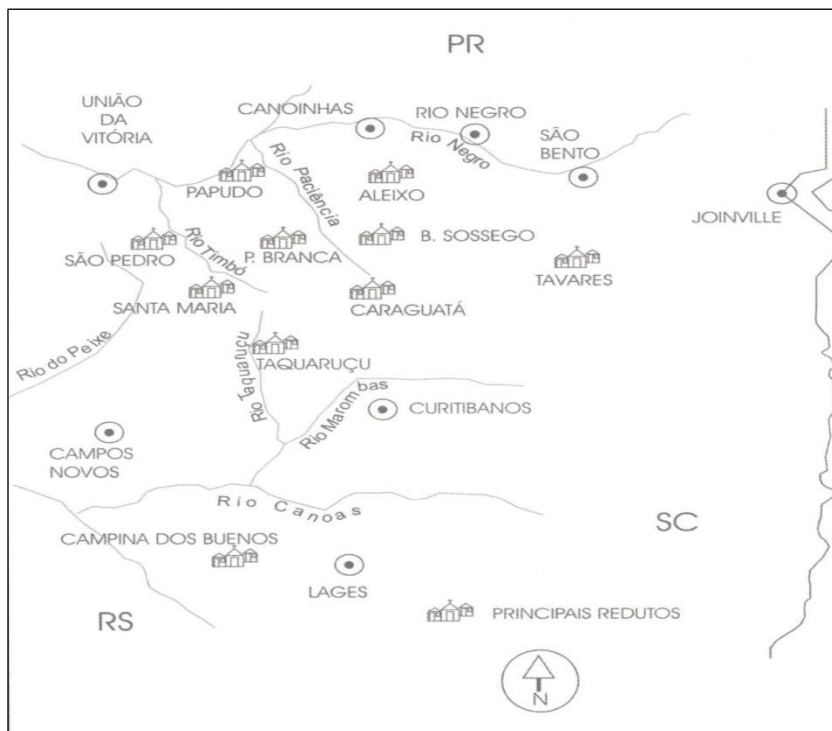 PR
UNIÃO
DA
VITÓRIA
CANOINHAS
RIO NEGRO
Rio Negro
SÃO
BENTO
PAPUDO
Rio Paciência
ALEIXO
JOINVILLE
SÃO PEDRO
Rio Timbó
P. BRANCA
B. SOSSEGO
TAVARES
SANTA MARIA
CARAGUATÁ
Rio do Peixe
TAQUARUÇU
Rio Taquaruçu
Rio Marombas
CURITIBANOS
CAMPOS
NOVOS
Rio Canoas
SC
CAMPINA DOS BUENOS
LAGES
RS
PRINCIPAIS REDUTOS
N